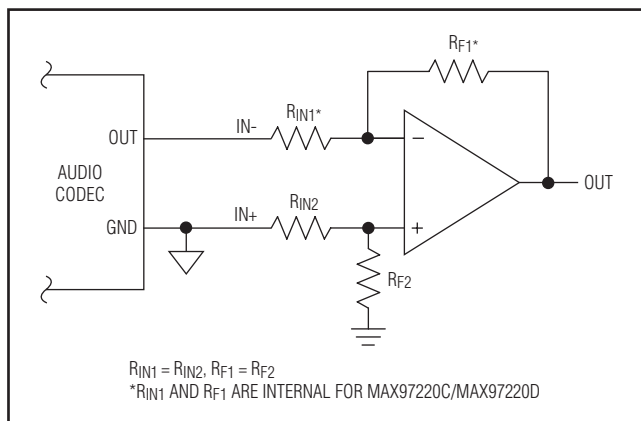 RF1*
OUT
IN-
RIN1*
−
AUDIO
CODEC
OUT
GND
IN+
RIN2
+
RF2
RIN1 = RIN2, RF1 = RF2
*RIN1 AND RF1 ARE INTERNAL FOR MAX97220C/MAX97220D